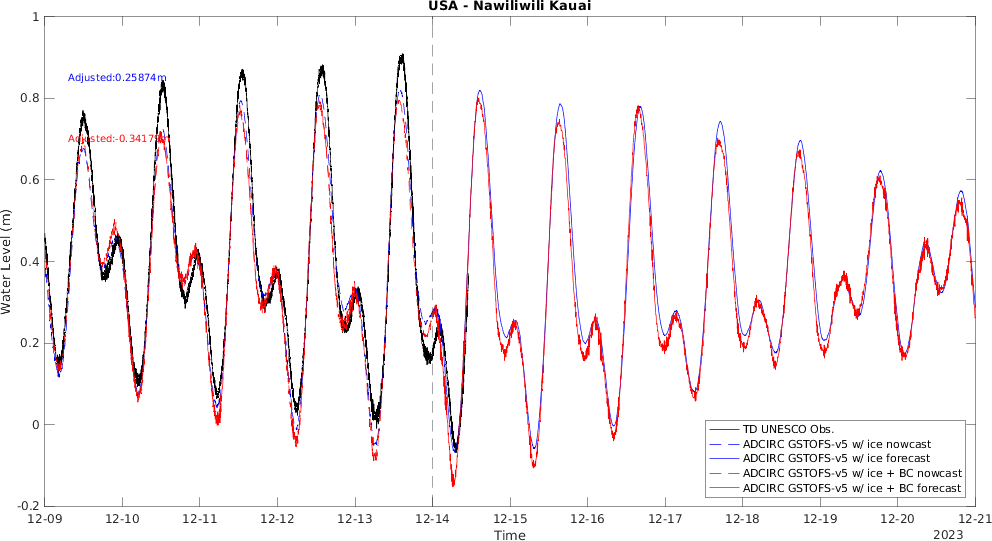 USA - Nawiliwili Kauai
Water Level (m)
1
0.8
0.6
0.4
0.2
0
-0.2
Adjusted:0.25874m
12-09
12-10
12-11
12-12
12-13
12-14
12-15
12-16
12-17
12-18
12-19
12-20
12-21
Time
2023
TD UNESCO Obs.
ADCIRC GSTOFS-v5 w/ ice nowcast
ADCIRC GSTOFS-v5 w/ ice forecast
ADCIRC GSTOFS-v5 w/ ice + BC nowcast
ADCIRC GSTOFS-v5 w/ ice + BC forecast